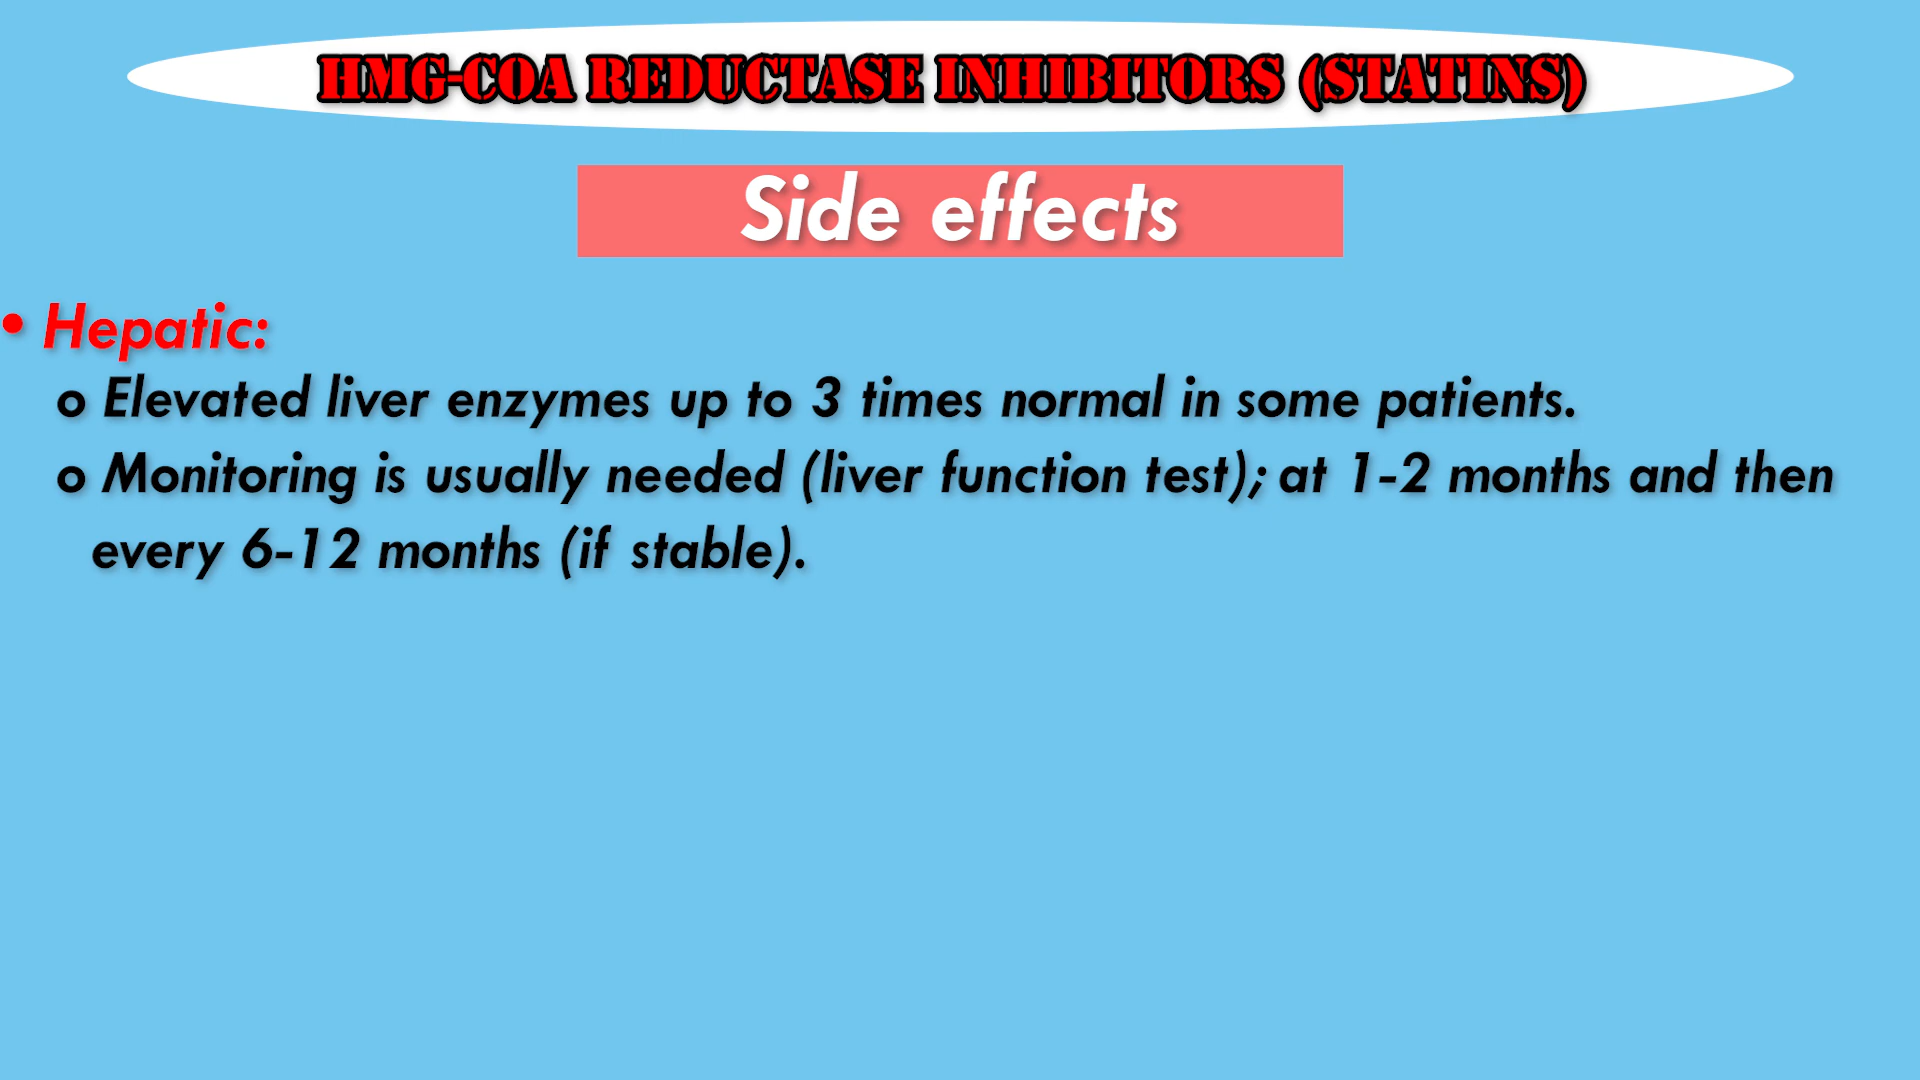 HMG-COA REDUCTASE INHIBITORS (STATINS)
Side effects
• Hepatic:
o Elevated liver enzymes up to 3 times normal in some patients.
o Monitoring is usually needed (liver function test); at 1-2 months and then
every 6-12 months (if stable).